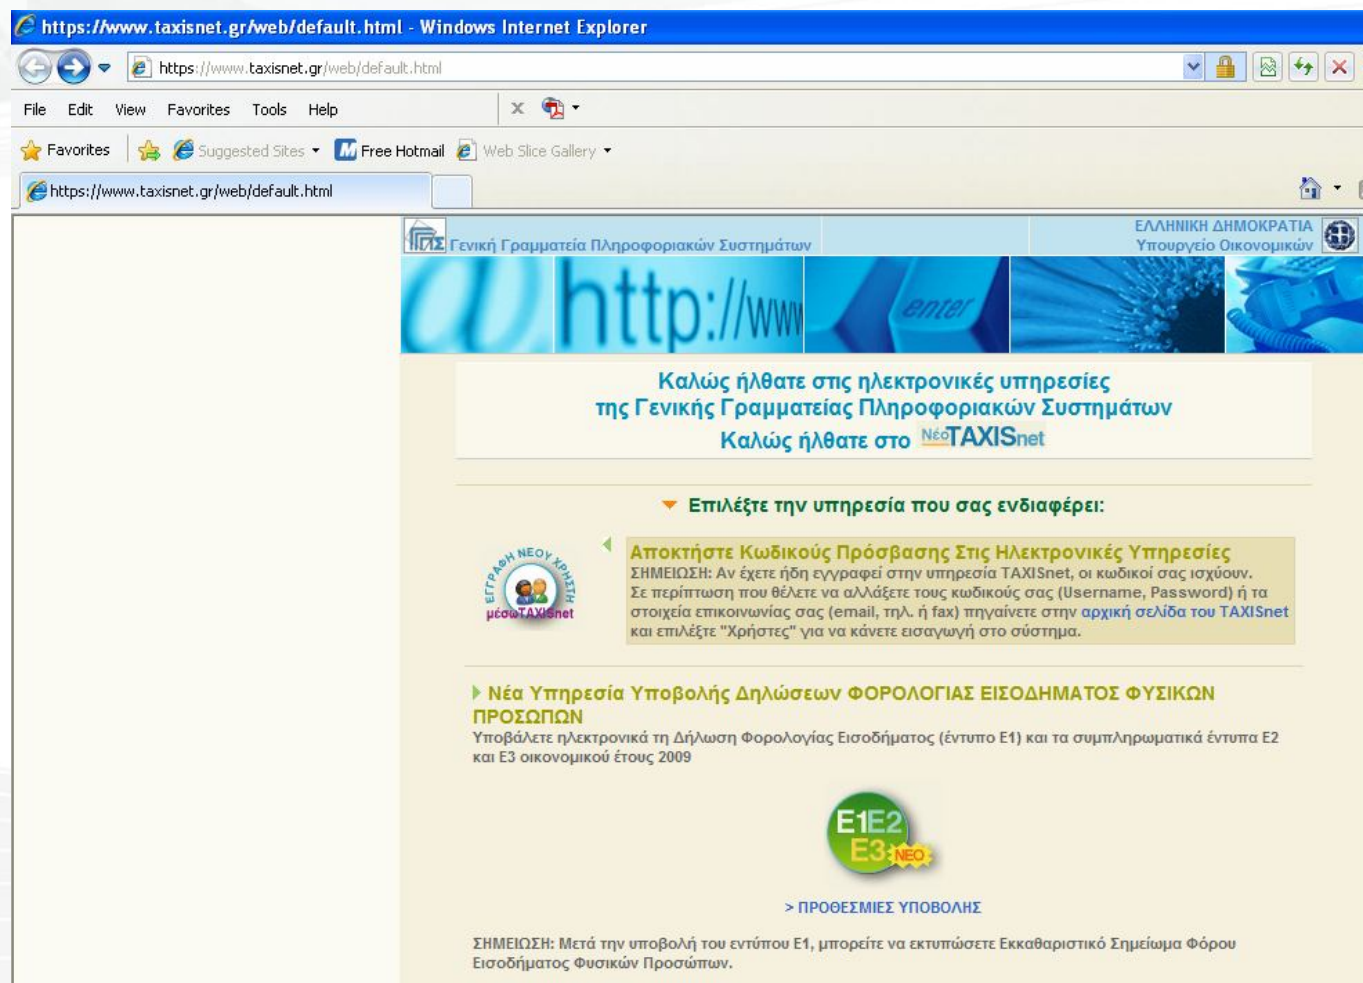 https://www.taxisnet.gr/web/default.html - Windows Internet Explorer
https://www.taxisnet.gr/web/default.html
File Edit View Favorites Tools Help
Favorites Suggested Sites Free Hotmail Web Slice Gallery
https://www.taxisnet.gr/web/default.html
ΓΓΠΣ Γενική Γραμματεία Πληροφοριακών Συστημάτων
ΕΛΛΗΝΙΚΗ ΔΗΜΟΚΡΑΤΙΑ
Υπουργείο Οικονομικών
@ http://www enter
Καλώς ήλθατε στις ηλεκτρονικές υπηρεσίες
της Γενικής Γραμματείας Πληροφοριακών Συστημάτων
Καλώς ήλθατε στο ΝέοTAXISnet
Επιλέξτε την υπηρεσία που σας ενδιαφέρει:
ΕΓΓΡΑΦΗ ΝΕΟΥ ΧΡΗΣΤΗ
μέσωTAXISnet
Αποκτήστε Κωδικούς Πρόσβασης Στις Ηλεκτρονικές Υπηρεσίες
ΣΗΜΕΙΩΣΗ: Αν έχετε ήδη εγγραφεί στην υπηρεσία TAXISnet, οι κωδικοί σας ισχύουν.
Σε περίπτωση που θέλετε να αλλάξετε τους κωδικούς σας (Username, Password) ή τα
στοιχεία επικοινωνίας σας (email, τηλ. ή fax) πηγαίνετε στην αρχική σελίδα του TAXISnet
και επιλέξτε "Χρήστες" για να κάνετε εισαγωγή στο σύστημα.
Νέα Υπηρεσία Υποβολής Δηλώσεων ΦΟΡΟΛΟΓΙΑΣ ΕΙΣΟΔΗΜΑΤΟΣ ΦΥΣΙΚΩΝ
ΠΡΟΣΩΠΩΝ
Υποβάλετε ηλεκτρονικά τη Δήλωση Φορολογίας Εισοδήματος (έντυπο Ε1) και τα συμπληρωματικά έντυπα Ε2
και Ε3 οικονομικού έτους 2009
Ε1Ε2
Ε3 ΝΕΟ
> ΠΡΟΘΕΣΜΙΕΣ ΥΠΟΒΟΛΗΣ
ΣΗΜΕΙΩΣΗ: Μετά την υποβολή του εντύπου Ε1, μπορείτε να εκτυπώσετε Εκκαθαριστικό Σημείωμα Φόρου
Εισοδήματος Φυσικών Προσώπων.